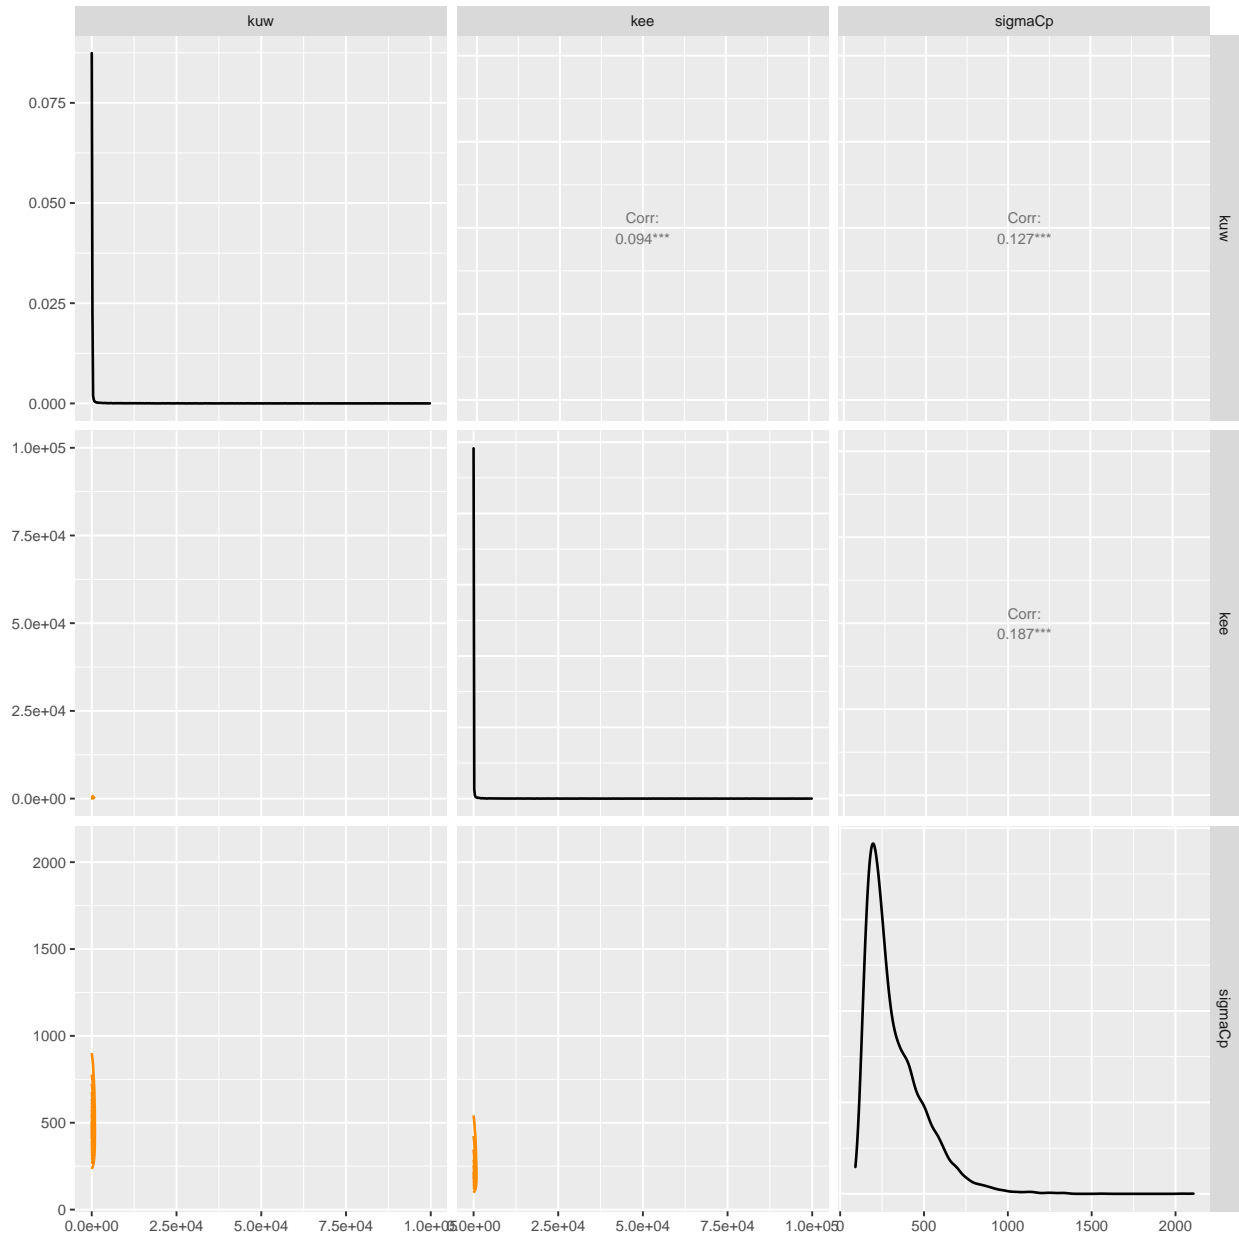 kuw kee sigmaCp
0.075
0.050
0.025
0.000
Corr:
0.094***
Corr:
0.127***
kuw
1.0e+05
7.5e+04
5.0e+04
2.5e+04
0.0e+00
Corr:
0.187***
kee
2000
1500
1000
500
0
sigmaCp
0.0e+00 2.5e+04 5.0e+04 7.5e+04 1.0e+05
0.0e+00 2.5e+04 5.0e+04 7.5e+04 1.0e+05
0 500 1000 1500 2000